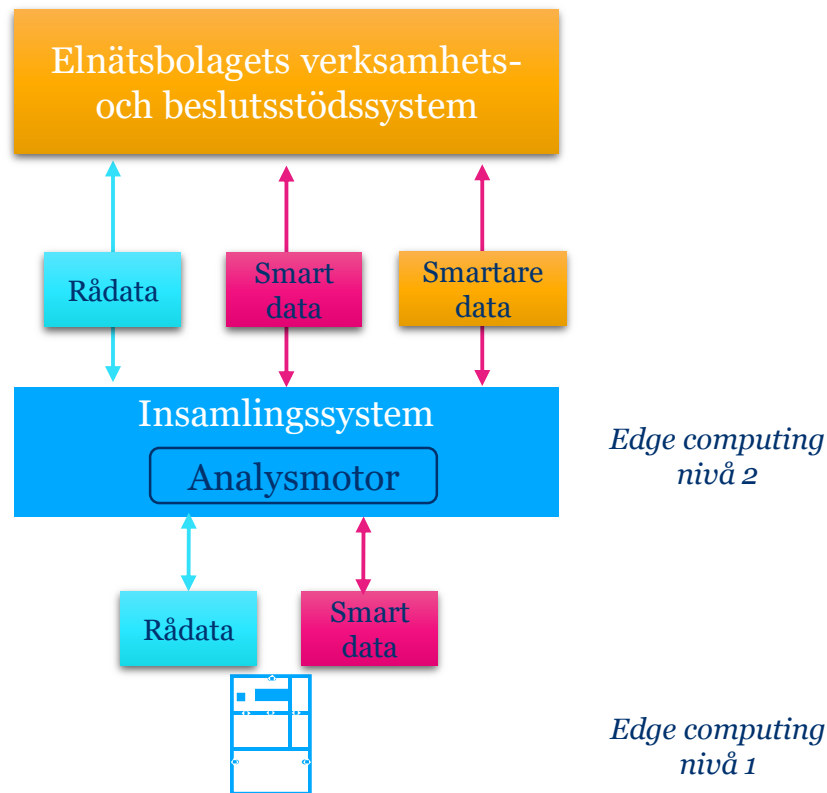 Elnätsbolagets verksamhets-
och beslutsstödssystem
Rådata
Smart
data
Smartare
data
Insamlingssystem
Analysmotor
Edge computing
nivå 2
Rådata
Smart
data
Edge computing
nivå 1